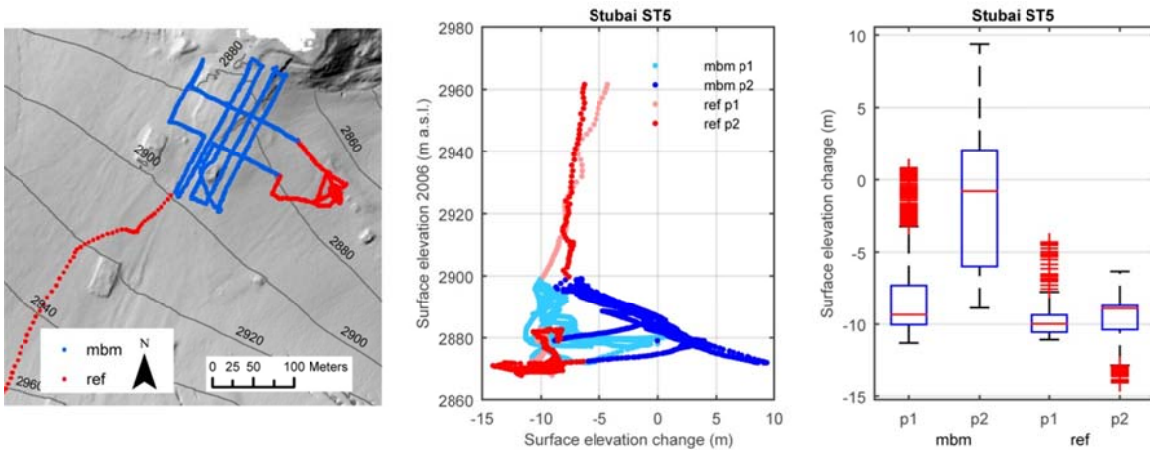 2880
2860
2900
2880
2940
2920
2900
2960
mbm
ref
N
0 25 50 100 Meters
Stubai ST5
2980
2960
2940
2920
2900
2880
2860
Surface elevation 2006 (m a.s.l.)
mbm p1
mbm p2
ref p1
ref p2
-15 -10 -5 0 5 10
Surface elevation change (m)
Stubai ST5
10
5
0
-5
-10
-15
Surface elevation change (m)
p1 p2 p1 p2
mbm ref